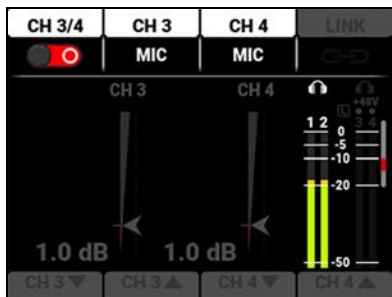 CH 3/4 CH 3 CH 4 LINK
MIC MIC
CH 3 CH 4
+48V
L
1 2 3 4
0
-5
-10
-20
1.0 dB 1.0 dB
-50
CH 3▼ CH 3▲ CH 4▼ CH 4▲